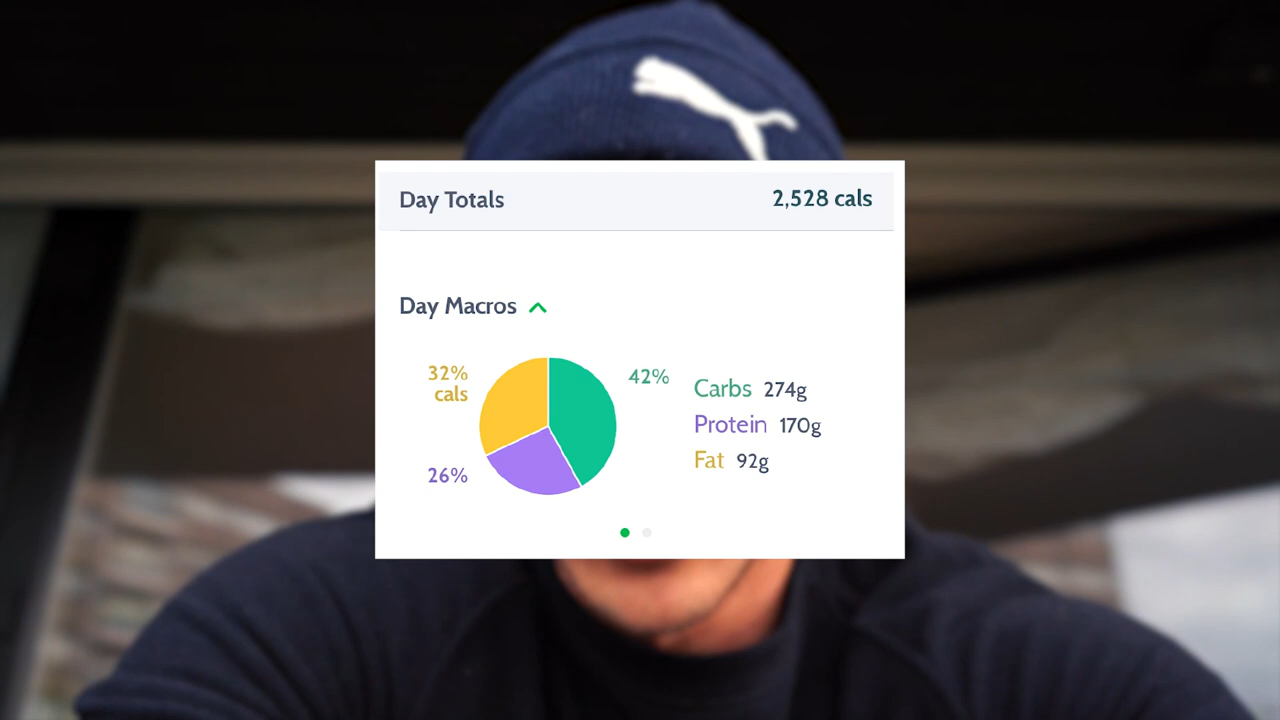 Day Totals 2,528 cals
Day Macros
32% cals
42%
26%
Carbs 274g
Protein 170g
Fat 92g